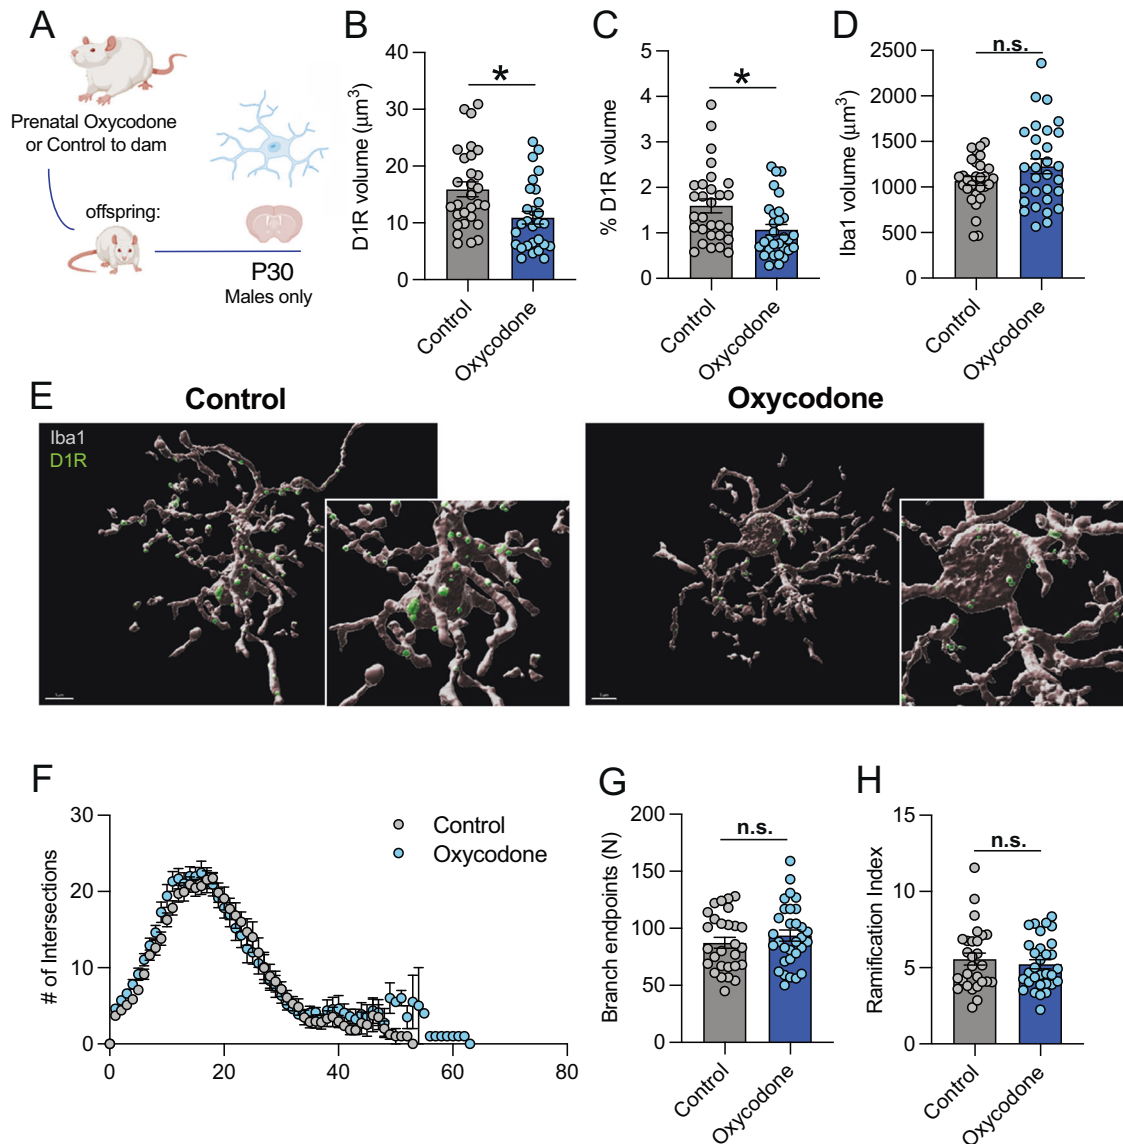 A
Prenatal Oxycodone
or Control to dam
offspring:
P30
Males only
B
D1R volume (µm³)
40
30
20
10
0
*
Control
Oxycodone
C
% D1R volume
5
4
3
2
1
0
*
Control
Oxycodone
D
Iba1 volume (µm³)
2500
2000
1500
1000
500
0
n.s.
Control
Oxycodone
E
Control
Oxycodone
Iba1
D1R
F
# of Intersections
30
20
10
0
0
20
40
60
80
Control
Oxycodone
G
Branch endpoints (N)
200
150
100
50
0
n.s.
Control
Oxycodone
H
Ramification Index
15
10
5
0
n.s.
Control
Oxycodone